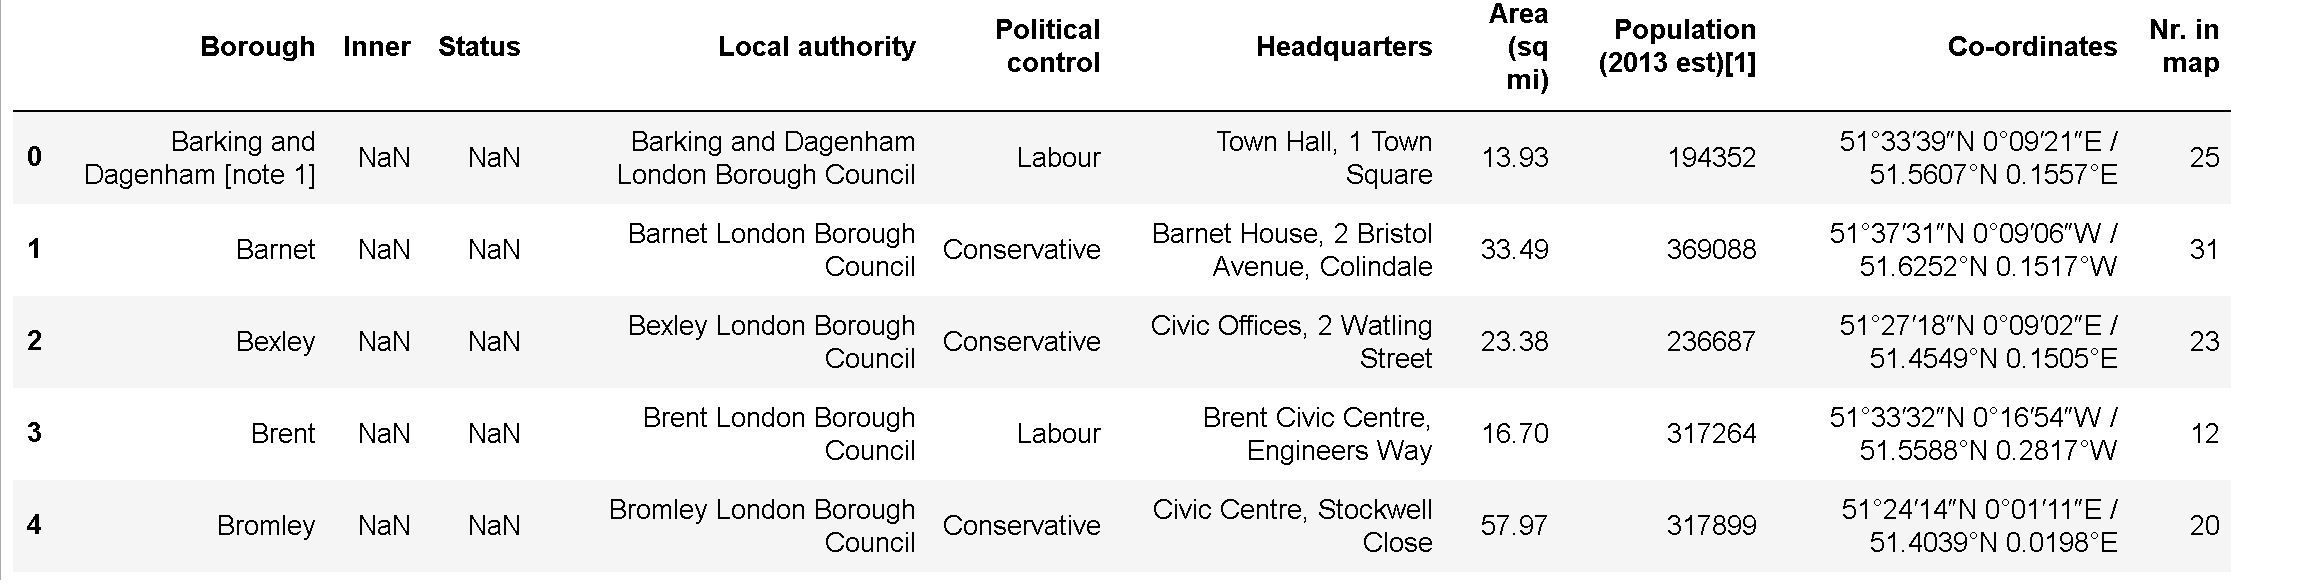 Borough Inner Status Local authority Political control Headquarters Area (sq mi) Population (2013 est)[1] Co-ordinates Nr. in map
0 Barking and Dagenham [note 1] NaN NaN Barking and Dagenham London Borough Council Labour Town Hall, 1 Town Square 13.93 194352 51°33′39″N 0°09′21″E / 51.5607°N 0.1557°E 25
1 Barnet NaN NaN Barnet London Borough Council Conservative Barnet House, 2 Bristol Avenue, Colindale 33.49 369088 51°37′31″N 0°09′06″W / 51.6252°N 0.1517°W 31
2 Bexley NaN NaN Bexley London Borough Council Conservative Civic Offices, 2 Watling Street 23.38 236687 51°27′18″N 0°09′02″E / 51.4549°N 0.1505°E 23
3 Brent NaN NaN Brent London Borough Council Labour Brent Civic Centre, Engineers Way 16.70 317264 51°33′32″N 0°16′54″W / 51.5588°N 0.2817°W 12
4 Bromley NaN NaN Bromley London Borough Council Conservative Civic Centre, Stockwell Close 57.97 317899 51°24′14″N 0°01′11″E / 51.4039°N 0.0198°E 20